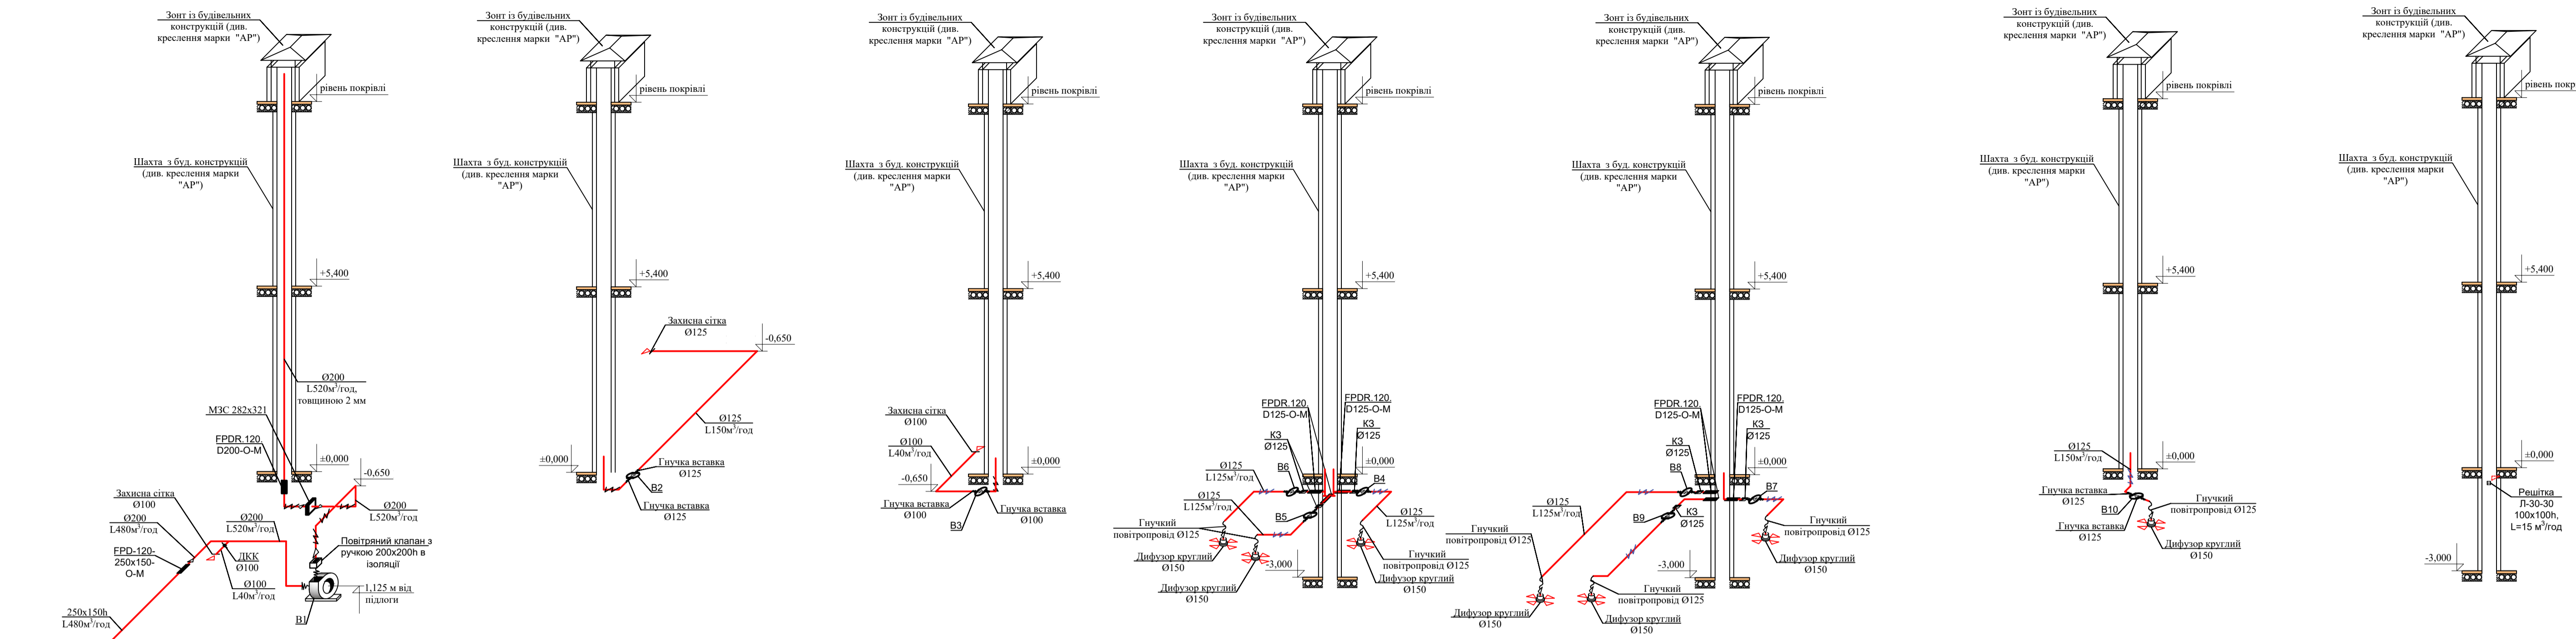 Зонт із будівельних
конструкцій (див.
креслення марки "АР")
рівень покрівлі
Шахта з буд. конструкцій
(див. креслення марки
"АР")
+5,400
Ø200
L520м³/год,
товщиною 2 мм
МЗС 282х321
FPDR.120.
D200-O-M
±0,000
-0,650
Захисна сітка
Ø100
Ø200
L480м³/год
Ø200
L520м³/год
Ø200
L520м³/год
FPD-120-
250x150-
O-M
ДКК
Ø100
Ø100
L40м³/год
Повітряний клапан з
ручкою 200х200h в
ізоляції
1,125 м від
підлоги
250x150h
L480м³/год
В1
Зонт із будівельних
конструкцій (див.
креслення марки "АР")
рівень покрівлі
Шахта з буд. конструкцій
(див. креслення марки
"АР")
+5,400
Захисна сітка
Ø125
-0,650
Ø125
L150м³/год
±0,000
Гнучка вставка
Ø125
В2
Гнучка вставка
Ø125
Зонт із будівельних
конструкцій (див.
креслення марки "АР")
рівень покрівлі
Шахта з буд. конструкцій
(див. креслення марки
"АР")
+5,400
Захисна сітка
Ø100
Ø100
L40м³/год
±0,000
-0,650
Гнучка вставка
Ø100
Гнучка вставка
Ø100
В3
Зонт із будівельних
конструкцій (див.
креслення марки "АР")
рівень покрівлі
Шахта з буд. конструкцій
(див. креслення марки
"АР")
+5,400
FPDR.120.
D125-O-M
FPDR.120.
D125-O-M
КЗ
Ø125
КЗ
Ø125
±0,000
Ø125
L125м³/год
В6
В4
Ø125
L125м³/год
В5
Ø125
L125м³/год
Гнучкий
повітропровід Ø125
Дифузор круглий
Ø150
Гнучкий
повітропровід Ø125
-3,000
Дифузор круглий
Ø150
Дифузор круглий
Ø150
Зонт із будівельних
конструкцій (див.
креслення марки "АР")
рівень покрівлі
Шахта з буд. конструкцій
(див. креслення марки
"АР")
+5,400
FPDR.120.
D125-O-M
FPDR.120.
D125-O-M
КЗ
Ø125
КЗ
Ø125
±0,000
В8
В7
Ø125
L125м³/год
В9
КЗ
Ø125
Гнучкий
повітропровід Ø125
Гнучкий
повітропровід Ø125
Дифузор круглий
Ø150
-3,000
Гнучкий
повітропровід Ø125
Дифузор круглий
Ø150
Дифузор круглий
Ø150
Зонт із будівельних
конструкцій (див.
креслення марки "АР")
рівень покрівлі
Шахта з буд. конструкцій
(див. креслення марки
"АР")
+5,400
Ø125
L150м³/год
±0,000
Гнучка вставка
Ø125
В10
Гнучка вставка
Ø125
Гнучкий
повітропровід Ø125
Дифузор круглий
Ø150
Зонт із будівельних
конструкцій (див.
креслення марки "АР")
рівень покрі
Шахта з буд. конструкцій
(див. креслення марки
"АР")
+5,400
±0,000
Решітка
Л-30-30
100x100h,
L=15 м³/год
-3,000